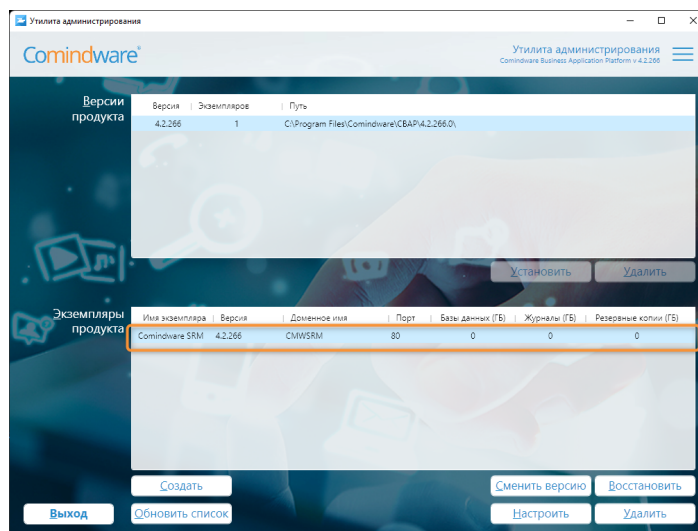 Утилита администрирования
Comindware®
Утилита администрирования
Comindware Business Application Platform v 4.2.266
Версии продукта
Версия | Экземпляров | Путь
4.2.266 1 C:\Program Files\Comindware\CBAP\4.2.266.0\
Установить Удалить
Экземпляры продукта
Имя экземпляра | Версия | Доменное имя | Порт | Базы данных (ГБ) | Журналы (ГБ) | Резервные копии (ГБ)
Comindware SRM 4.2.266 CMWSRM 80 0 0 0
Создать Сменить версию Восстановить
Выход Обновить список Настроить Удалить